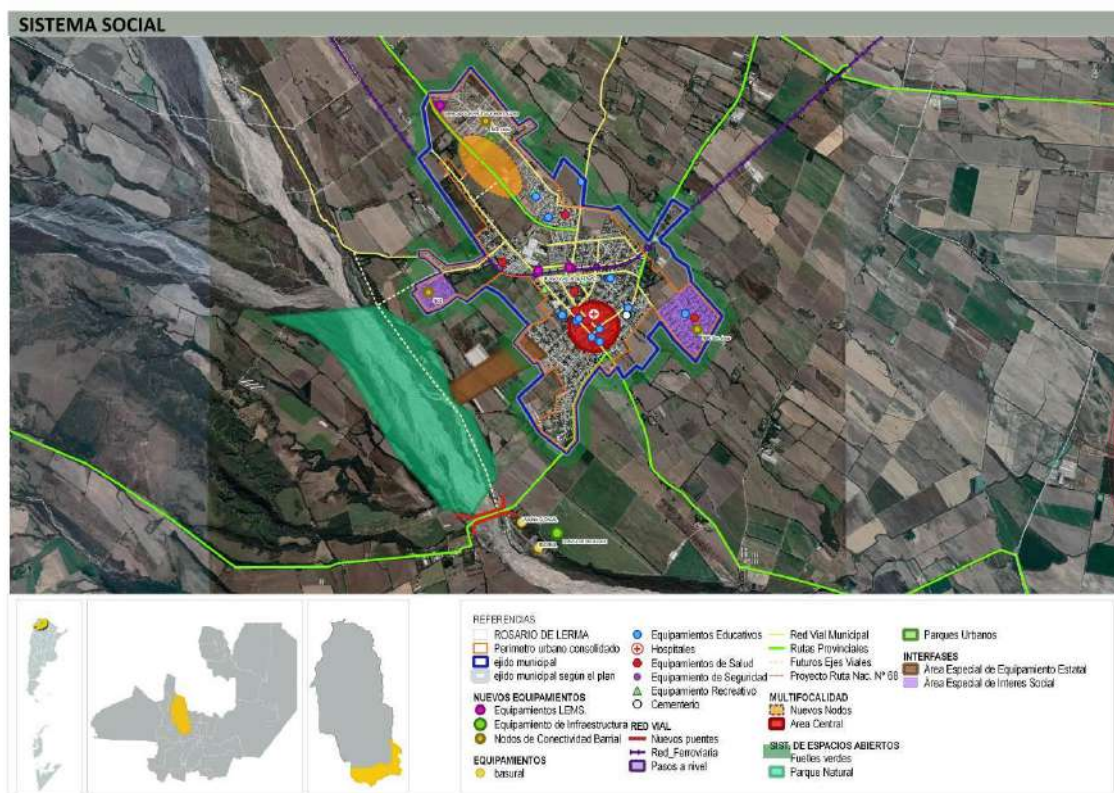 SISTEMA SOCIAL
REFERENCIAS
ROSARIO DE LERMA
Perimetro urbano consolidado
ejido municipal
ejido municipal según el plan
NUEVOS EQUIPAMIENTOS
Equipamientos LEMS.
Equipamiento de Infraestructura
Nodos de Conectividad Barrial
EQUIPAMIENTOS
basural
Equipamientos Educativos
Hospitales
Equipamientos de Salud
Equipamiento de Seguridad
Equipamiento Recreativo
Cementerio
RED VIAL
Nuevos puentes
Red_Ferroviaria
Pasos a nivel
Red Vial Municipal
Rutas Provinciales
Futuros Ejes Viales
Proyecto Ruta Nac. N° 68
MULTIFOCALIDAD
Nuevos Nodos
Area Central
SIST. DE ESPACIOS ABIERTOS
Fuelles verdes
Parque Natural
Parques Urbanos
INTERFASES
Área Especial de Equipamiento Estatal
Área Especial de Interes Social